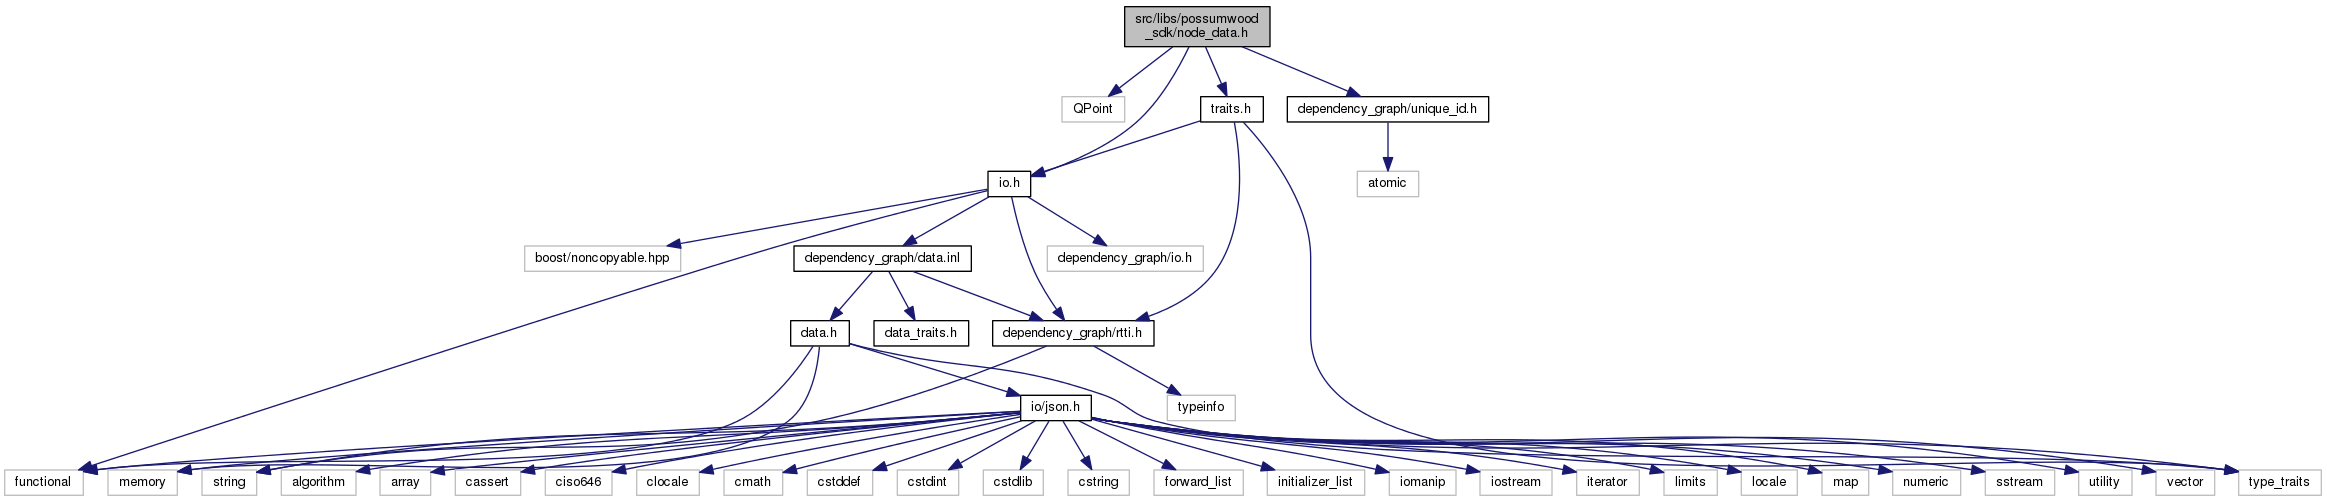 src/libs/possumwood
_sdk/node_data.h
QPoint
traits.h
dependency_graph/unique_id.h
io.h
atomic
boost/noncopyable.hpp
dependency_graph/data.inl
dependency_graph/io.h
data.h
data_traits.h
dependency_graph/rtti.h
io/json.h
typeinfo
functional
memory
string
algorithm
array
cassert
ciso646
clocale
cmath
cstddef
cstdint
cstdlib
cstring
forward_list
initializer_list
iomanip
iostream
iterator
limits
locale
map
numeric
sstream
utility
vector
type_traits